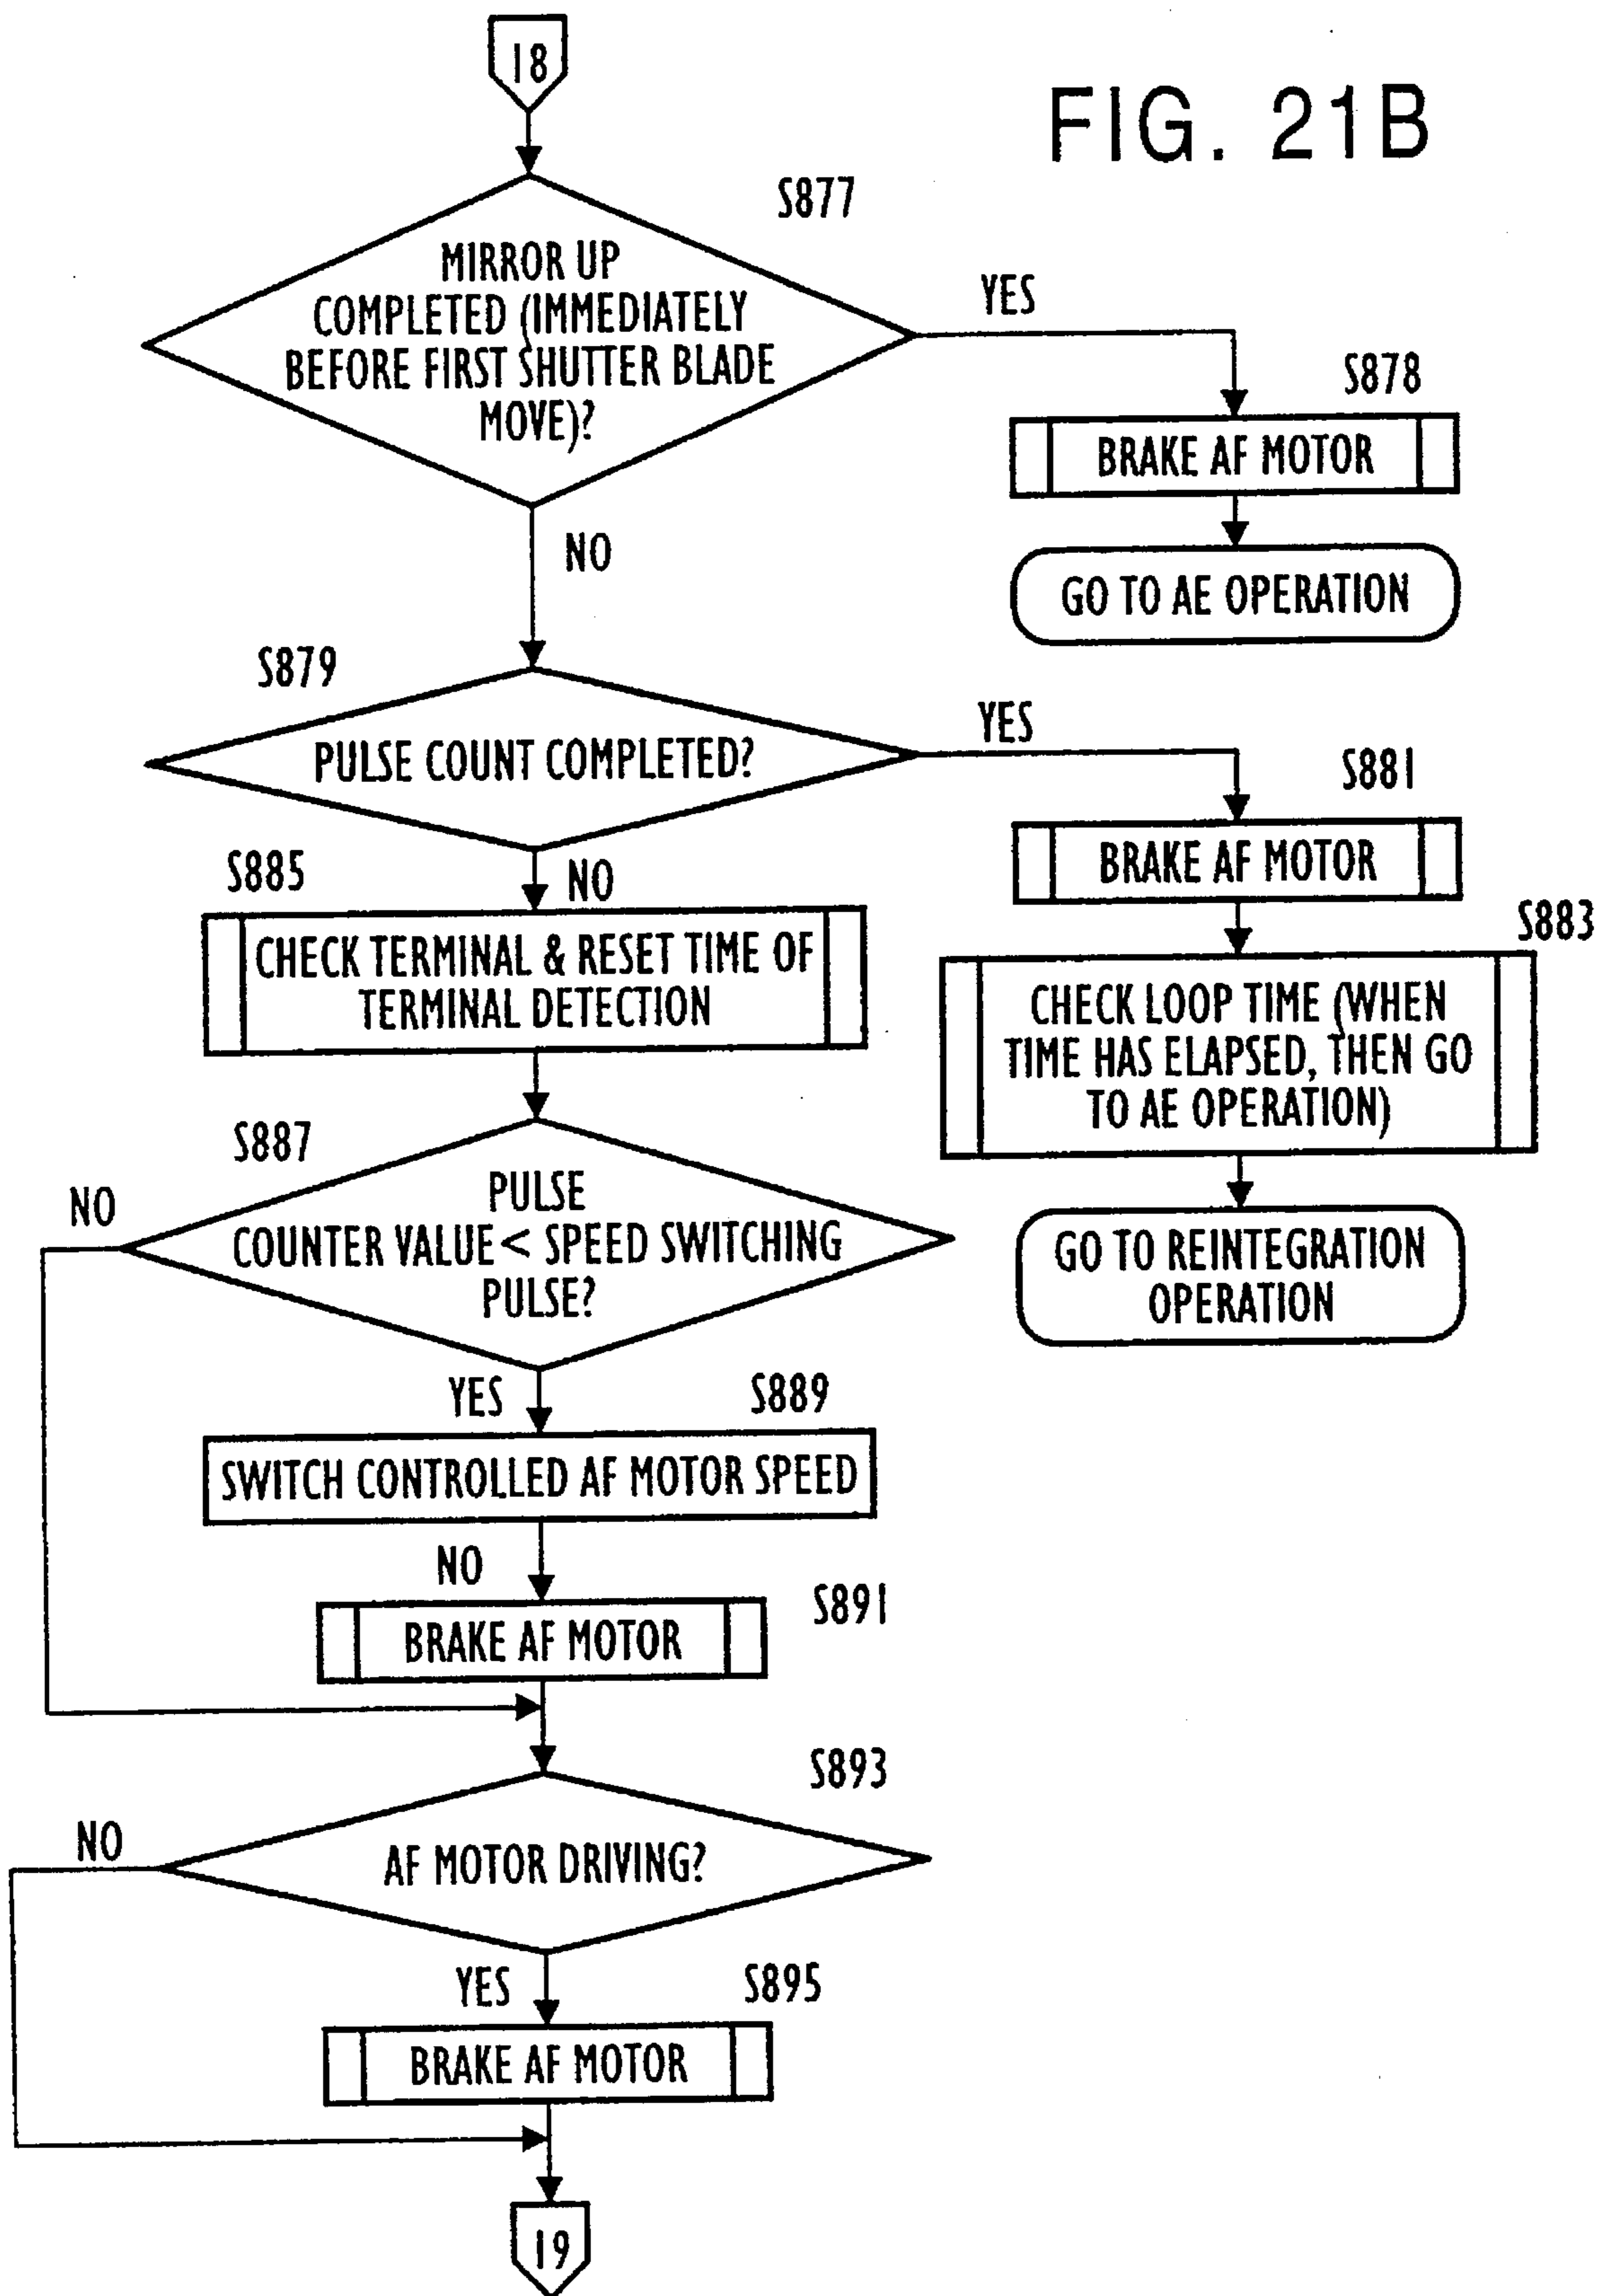 18
FIG. 21B
S877
MIRROR UP
COMPLETED (IMMEDIATELY
BEFORE FIRST SHUTTER BLADE
MOVE)?
YES
S878
BRAKE AF MOTOR
GO TO AE OPERATION
NO
S879
PULSE COUNT COMPLETED?
YES
S881
BRAKE AF MOTOR
S883
CHECK LOOP TIME (WHEN
TIME HAS ELAPSED, THEN GO
TO AE OPERATION)
GO TO REINTEGRATION
OPERATION
NO
S885
CHECK TERMINAL & RESET TIME OF
TERMINAL DETECTION
S887
NO
PULSE
COUNTER VALUE < SPEED SWITCHING
PULSE?
YES
S889
SWITCH CONTROLLED AF MOTOR SPEED
NO
S891
BRAKE AF MOTOR
S893
NO
AF MOTOR DRIVING?
YES
S895
BRAKE AF MOTOR
19